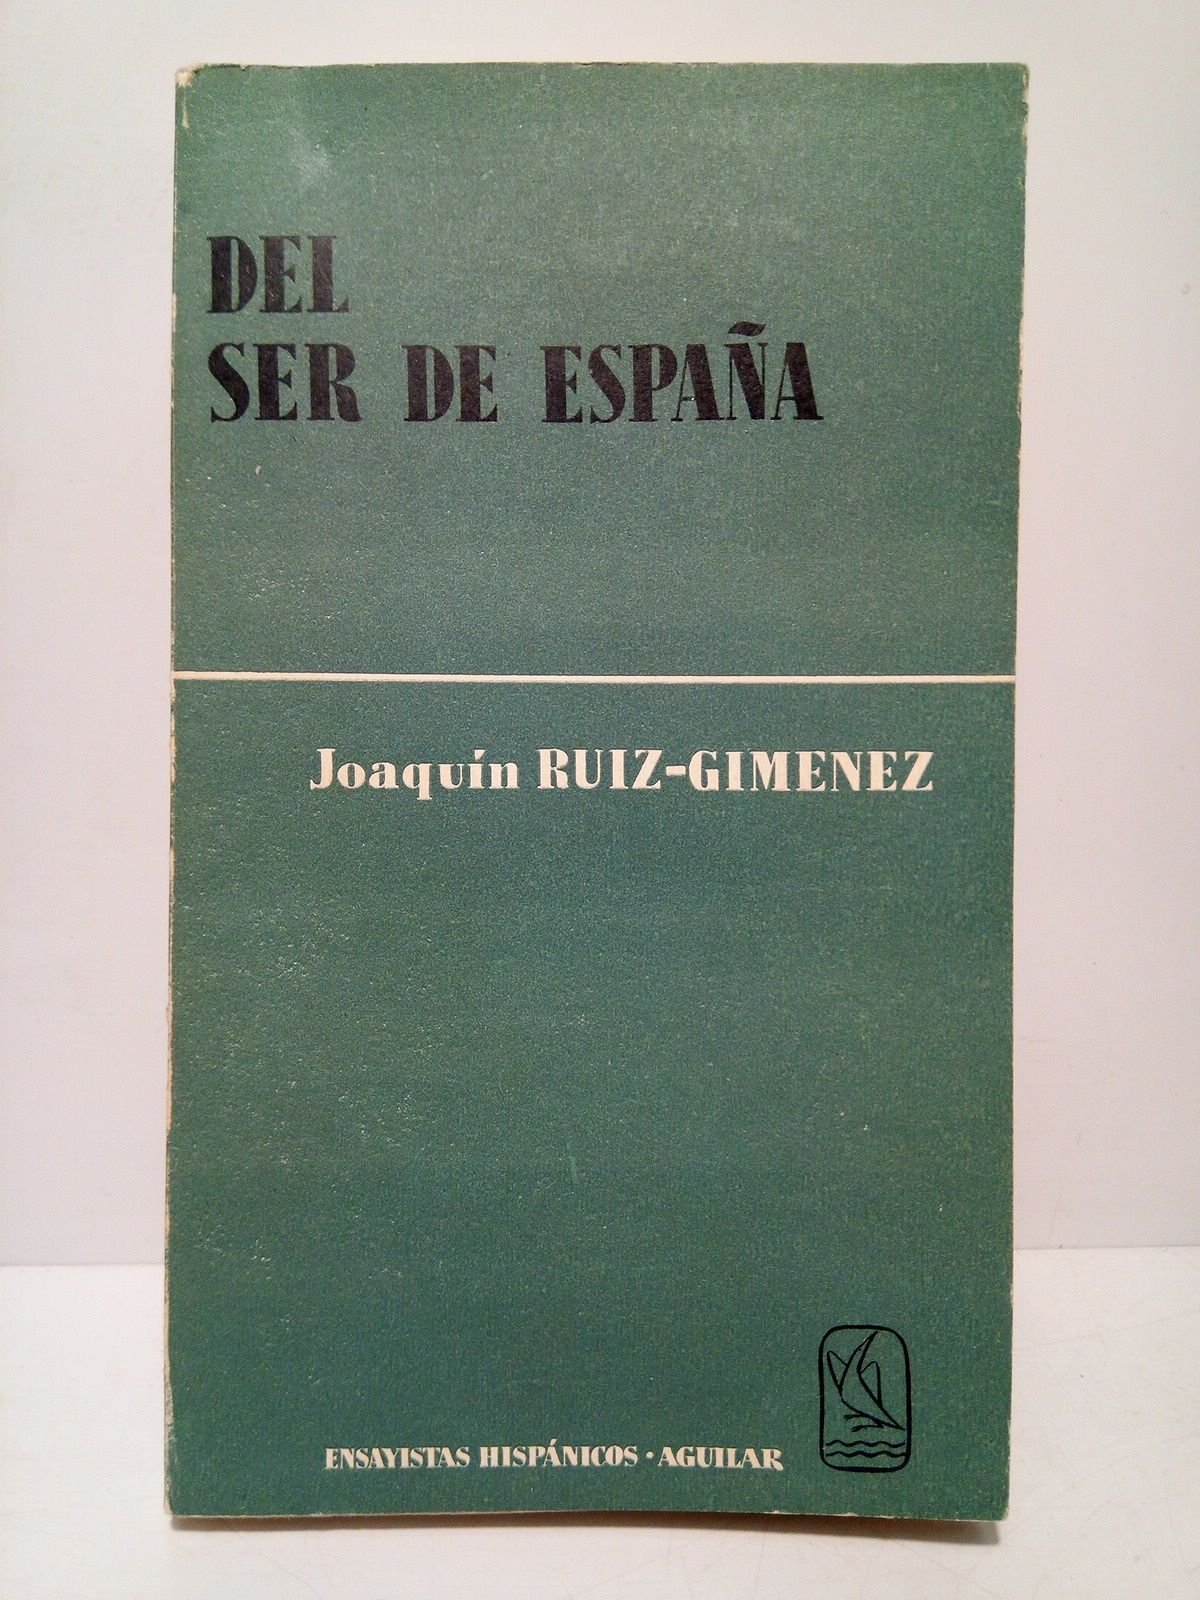 DEL
SER DE ESPAÑA
Joaquín RUIZ-GIMENEZ
ENSAYISTAS HISPÁNICOS · AGUILAR